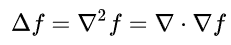 Δf = ∇²f = ∇ · ∇f